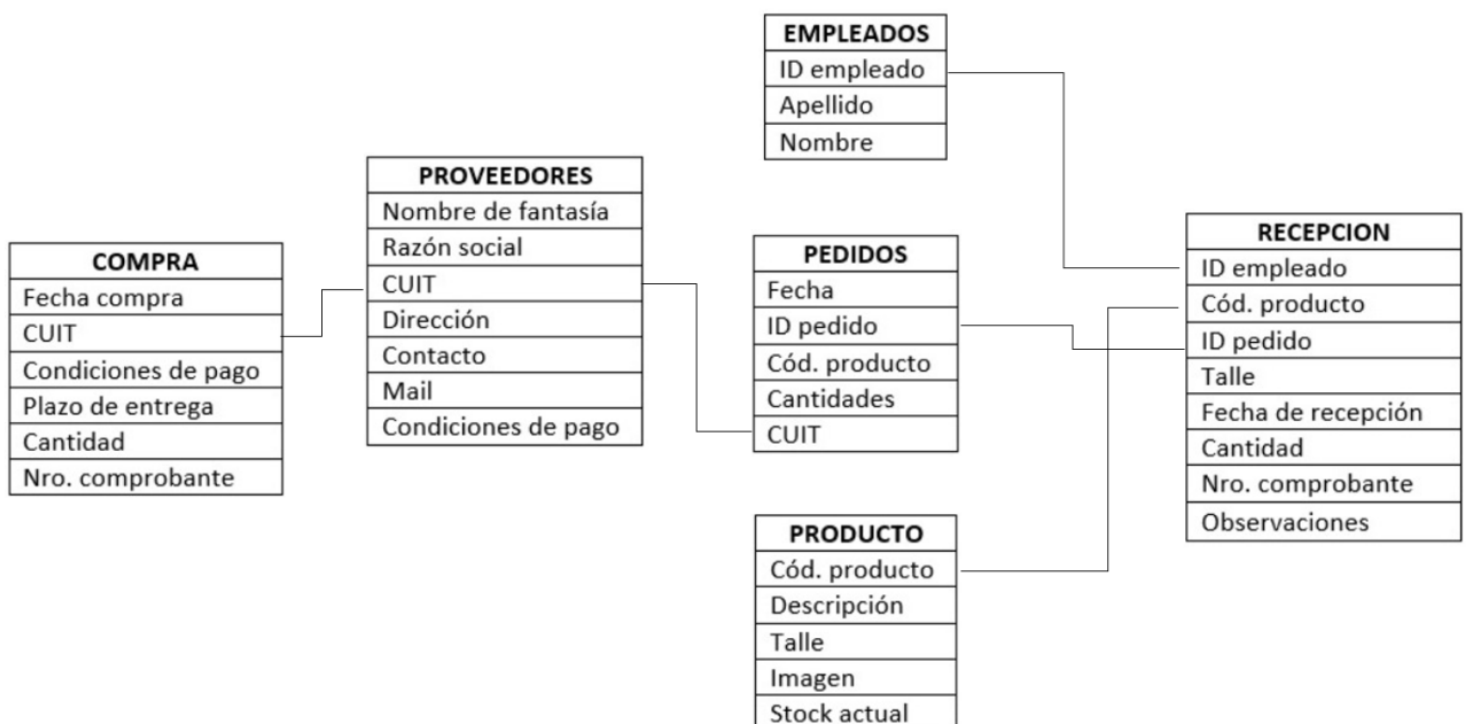 EMPLEADOS
ID empleado
Apellido
Nombre
PROVEEDORES
Nombre de fantasía
Razón social
CUIT
Dirección
Contacto
Mail
Condiciones de pago
COMPRA
Fecha compra
CUIT
Condiciones de pago
Plazo de entrega
Cantidad
Nro. comprobante
PEDIDOS
Fecha
ID pedido
Cód. producto
Cantidades
CUIT
RECEPCION
ID empleado
Cód. producto
ID pedido
Talle
Fecha de recepción
Cantidad
Nro. comprobante
Observaciones
PRODUCTO
Cód. producto
Descripción
Talle
Imagen
Stock actual